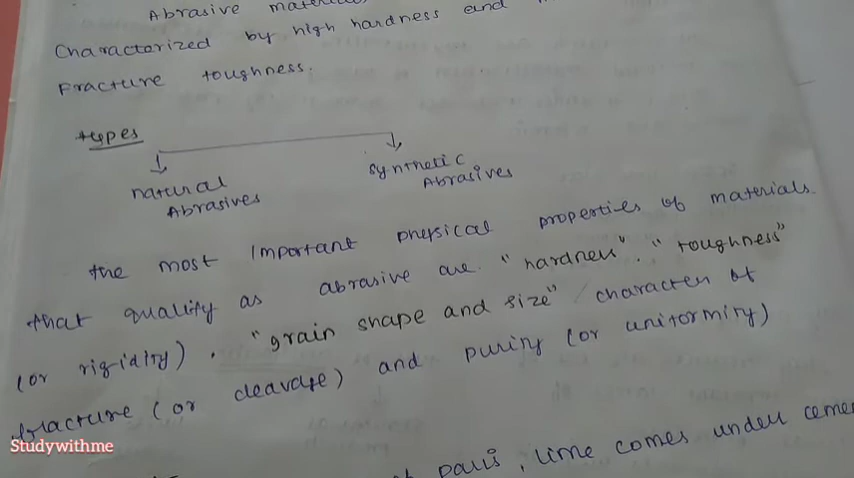 Abrasive
Charactorized by high hardness and
Fracture toughness.
types
natural Abrasives
synthetic Abrasives
the most important physical properties of materials.
that quality as abrasive are "hardness". "toughness"
(or rigidity), "grain shape and size" / character of
fracture (or cleavage) and purity (or uniformity)
paris, lime comes under
Studywithme